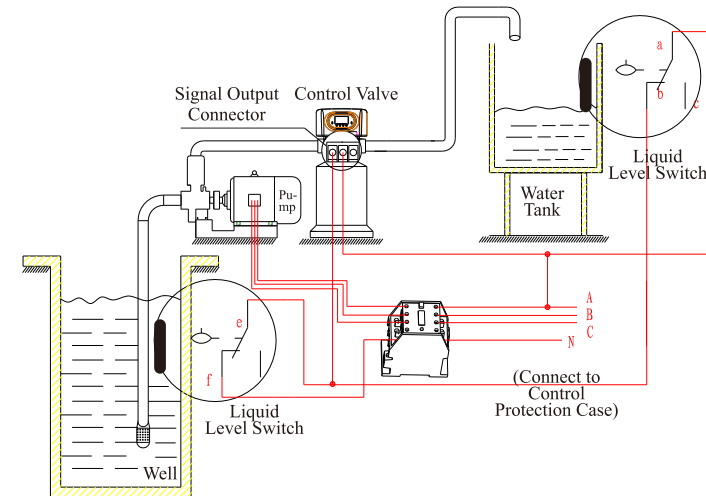 Signal Output
Connector
Control Valve
Pu-
mp
a
b
c
Liquid
Level Switch
Water
Tank
A
B
C
N
e
f
Liquid
Level Switch
(Connect to
Control
Protection Case)
Well